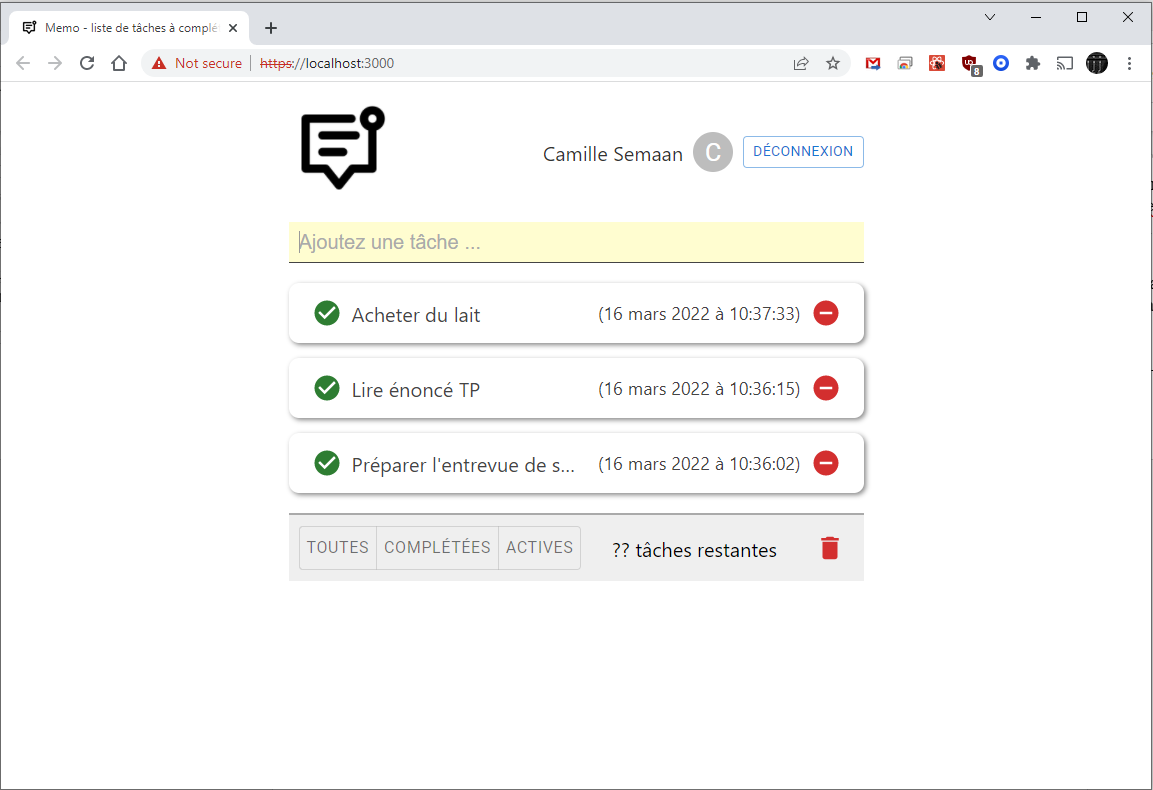 Memo - liste de tâches à complé
Not secure https://localhost:3000
8
Camille Semaan C DÉCONNEXION
Ajoutez une tâche ...
Acheter du lait (16 mars 2022 à 10:37:33)
Lire énoncé TP (16 mars 2022 à 10:36:15)
Préparer l'entrevue de s... (16 mars 2022 à 10:36:02)
TOUTES COMPLÉTÉES ACTIVES ?? tâches restantes